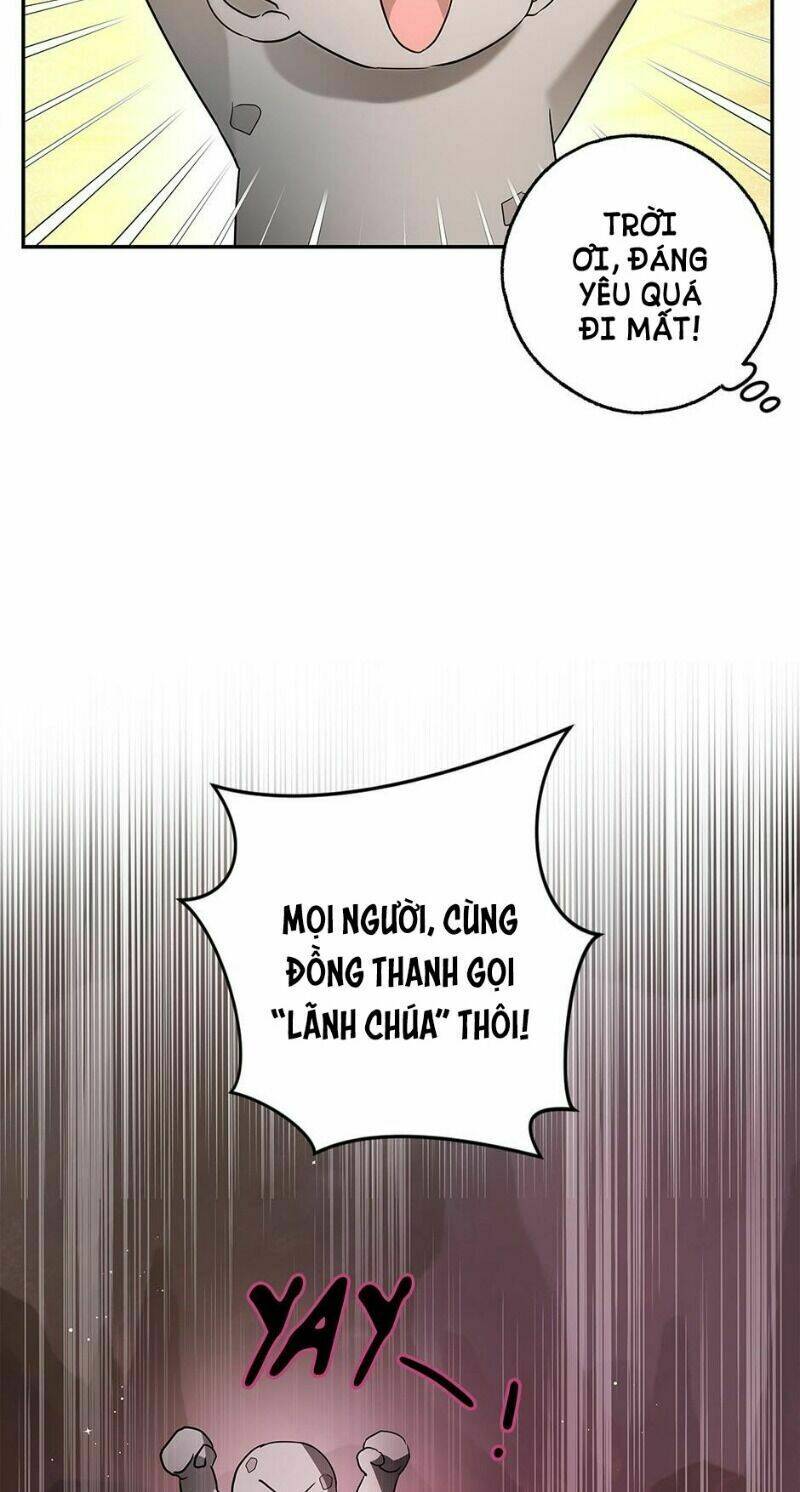 TRỜI
ƠI, ĐÁNG
YÊU QUÁ
ĐI MẤT!
MỌI NGƯỜI, CÙNG
ĐỒNG THANH GỌI
“LÃNH CHÚA” THÔI!
YAY~!